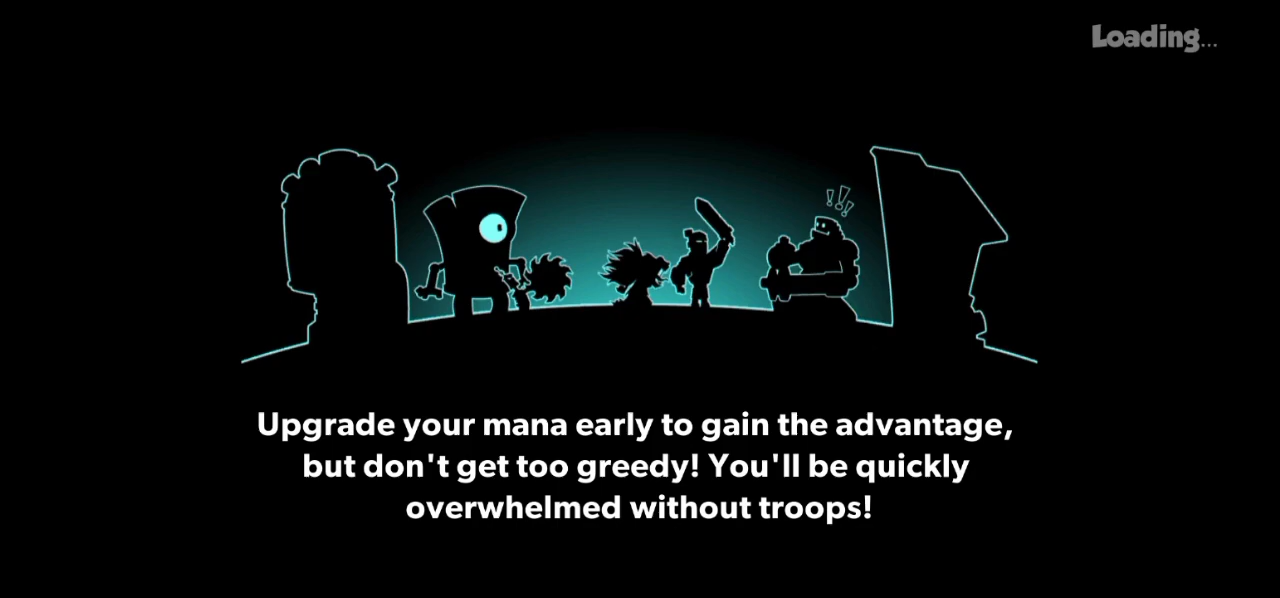 Loading...
Upgrade your mana early to gain the advantage,
but don't get too greedy! You'll be quickly
overwhelmed without troops!